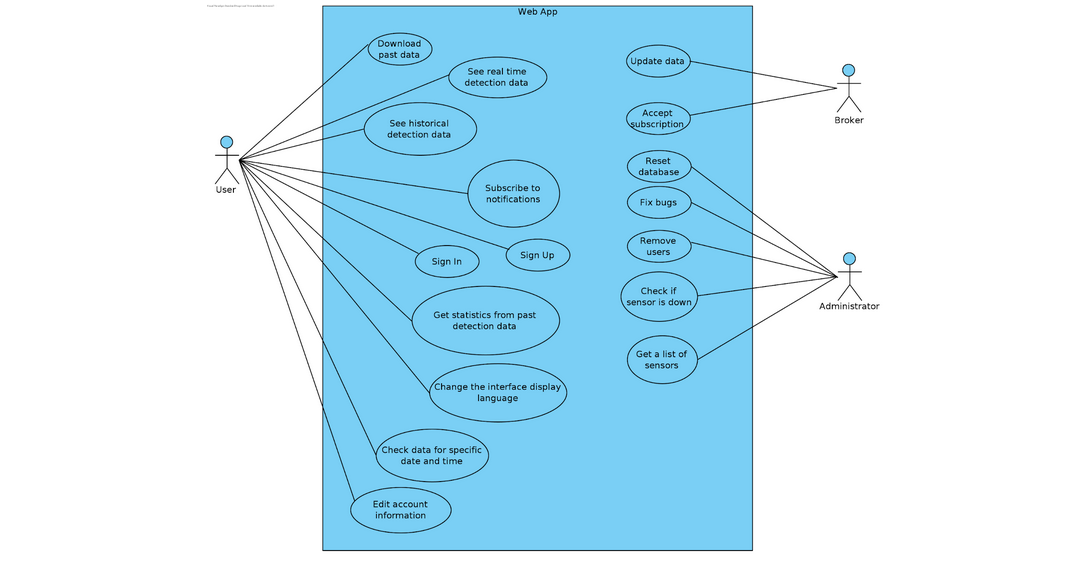 Web App
Download
past data
See real time
detection data
See historical
detection data
Subscribe to
notifications
Sign In
Sign Up
Get statistics from past
detection data
Change the interface display
language
Check data for specific
date and time
Edit account
information
User
Update data
Accept
subscription
Reset
database
Fix bugs
Remove
users
Check if
sensor is down
Get a list of
sensors
Broker
Administrator